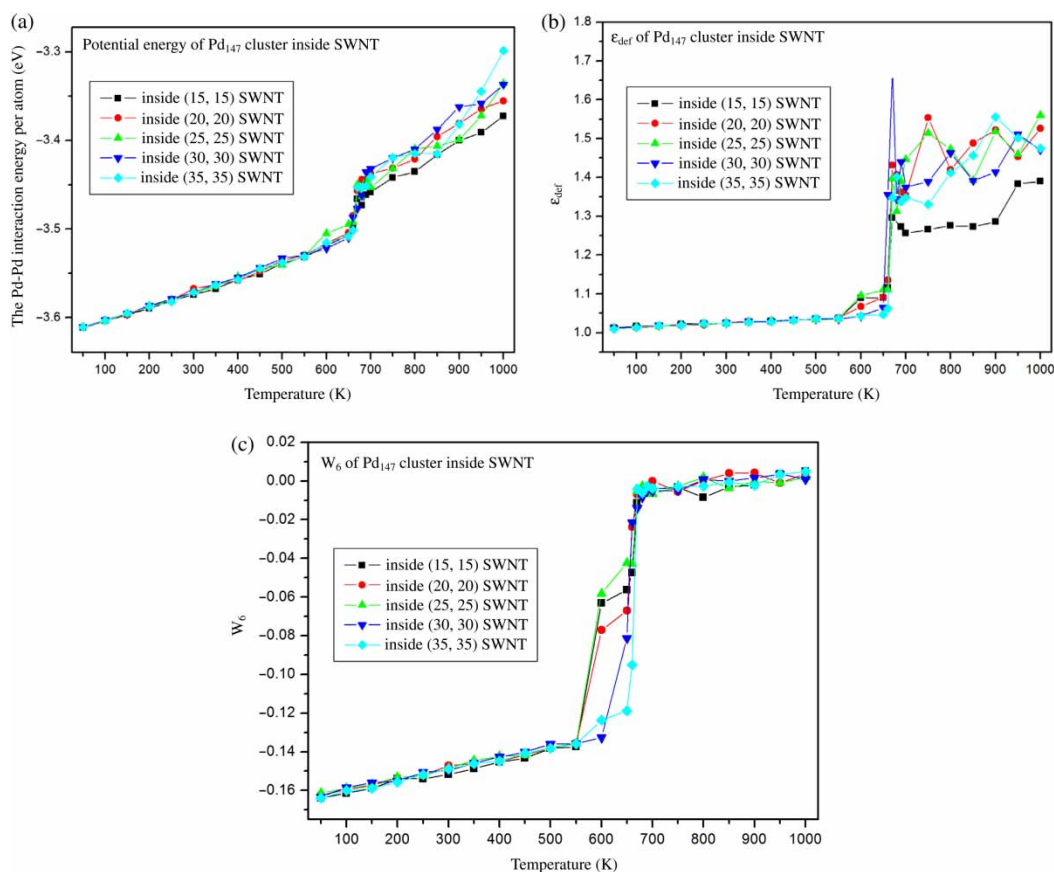 (a)
Potential energy of Pd147 cluster inside SWNT
inside (15, 15) SWNT
inside (20, 20) SWNT
inside (25, 25) SWNT
inside (30, 30) SWNT
inside (35, 35) SWNT
The Pd-Pd interaction energy per atom (eV)
−3.3
−3.4
−3.5
−3.6
100 200 300 400 500 600 700 800 900 1000
Temperature (K)
(b)
εdef of Pd147 cluster inside SWNT
inside (15, 15) SWNT
inside (20, 20) SWNT
inside (25, 25) SWNT
inside (30, 30) SWNT
inside (35, 35) SWNT
εdef
1.8
1.7
1.6
1.5
1.4
1.3
1.2
1.1
1.0
100 200 300 400 500 600 700 800 900 1000
Temperature (K)
(c)
W6 of Pd147 cluster inside SWNT
inside (15, 15) SWNT
inside (20, 20) SWNT
inside (25, 25) SWNT
inside (30, 30) SWNT
inside (35, 35) SWNT
W6
0.02
0.00
−0.02
−0.04
−0.06
−0.08
−0.10
−0.12
−0.14
−0.16
100 200 300 400 500 600 700 800 900 1000
Temperature (K)